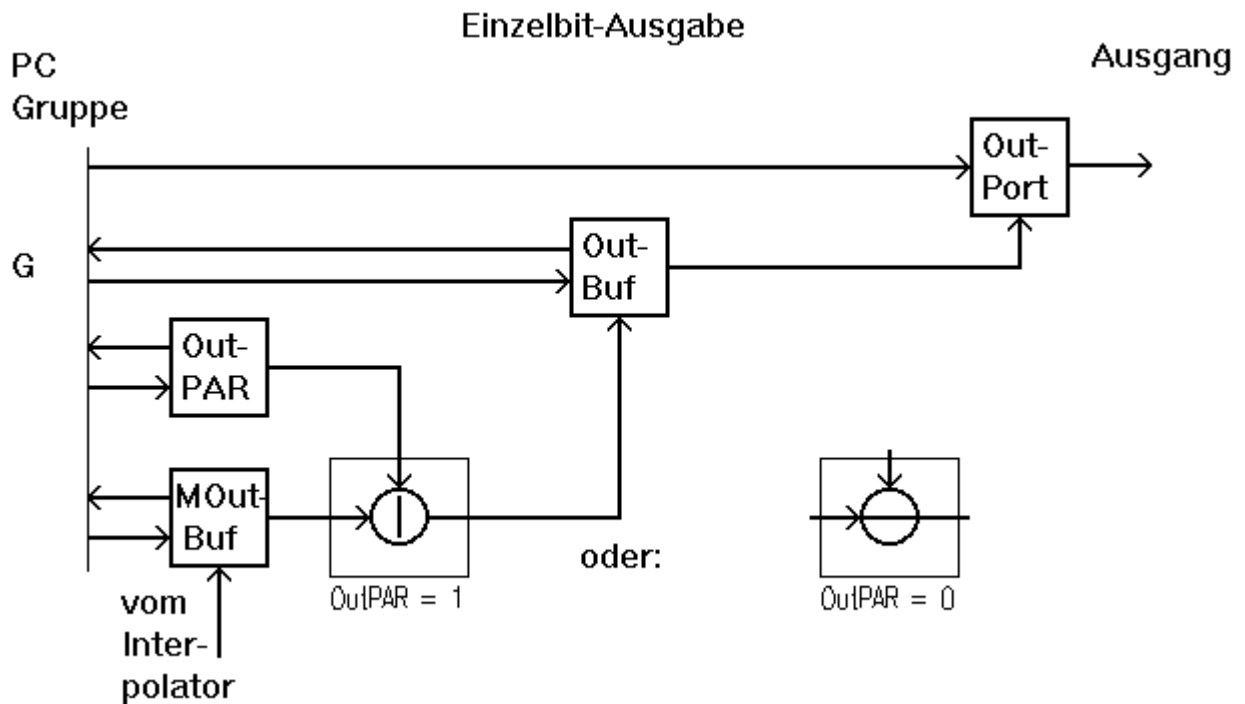 Einzelbit-Ausgabe
PC
Gruppe
Ausgang
Out-
Port
G
Out-
Buf
Out-
PAR
MOut-
Buf
oder:
OutPAR = 1
OutPAR = 0
vom
Inter-
polator